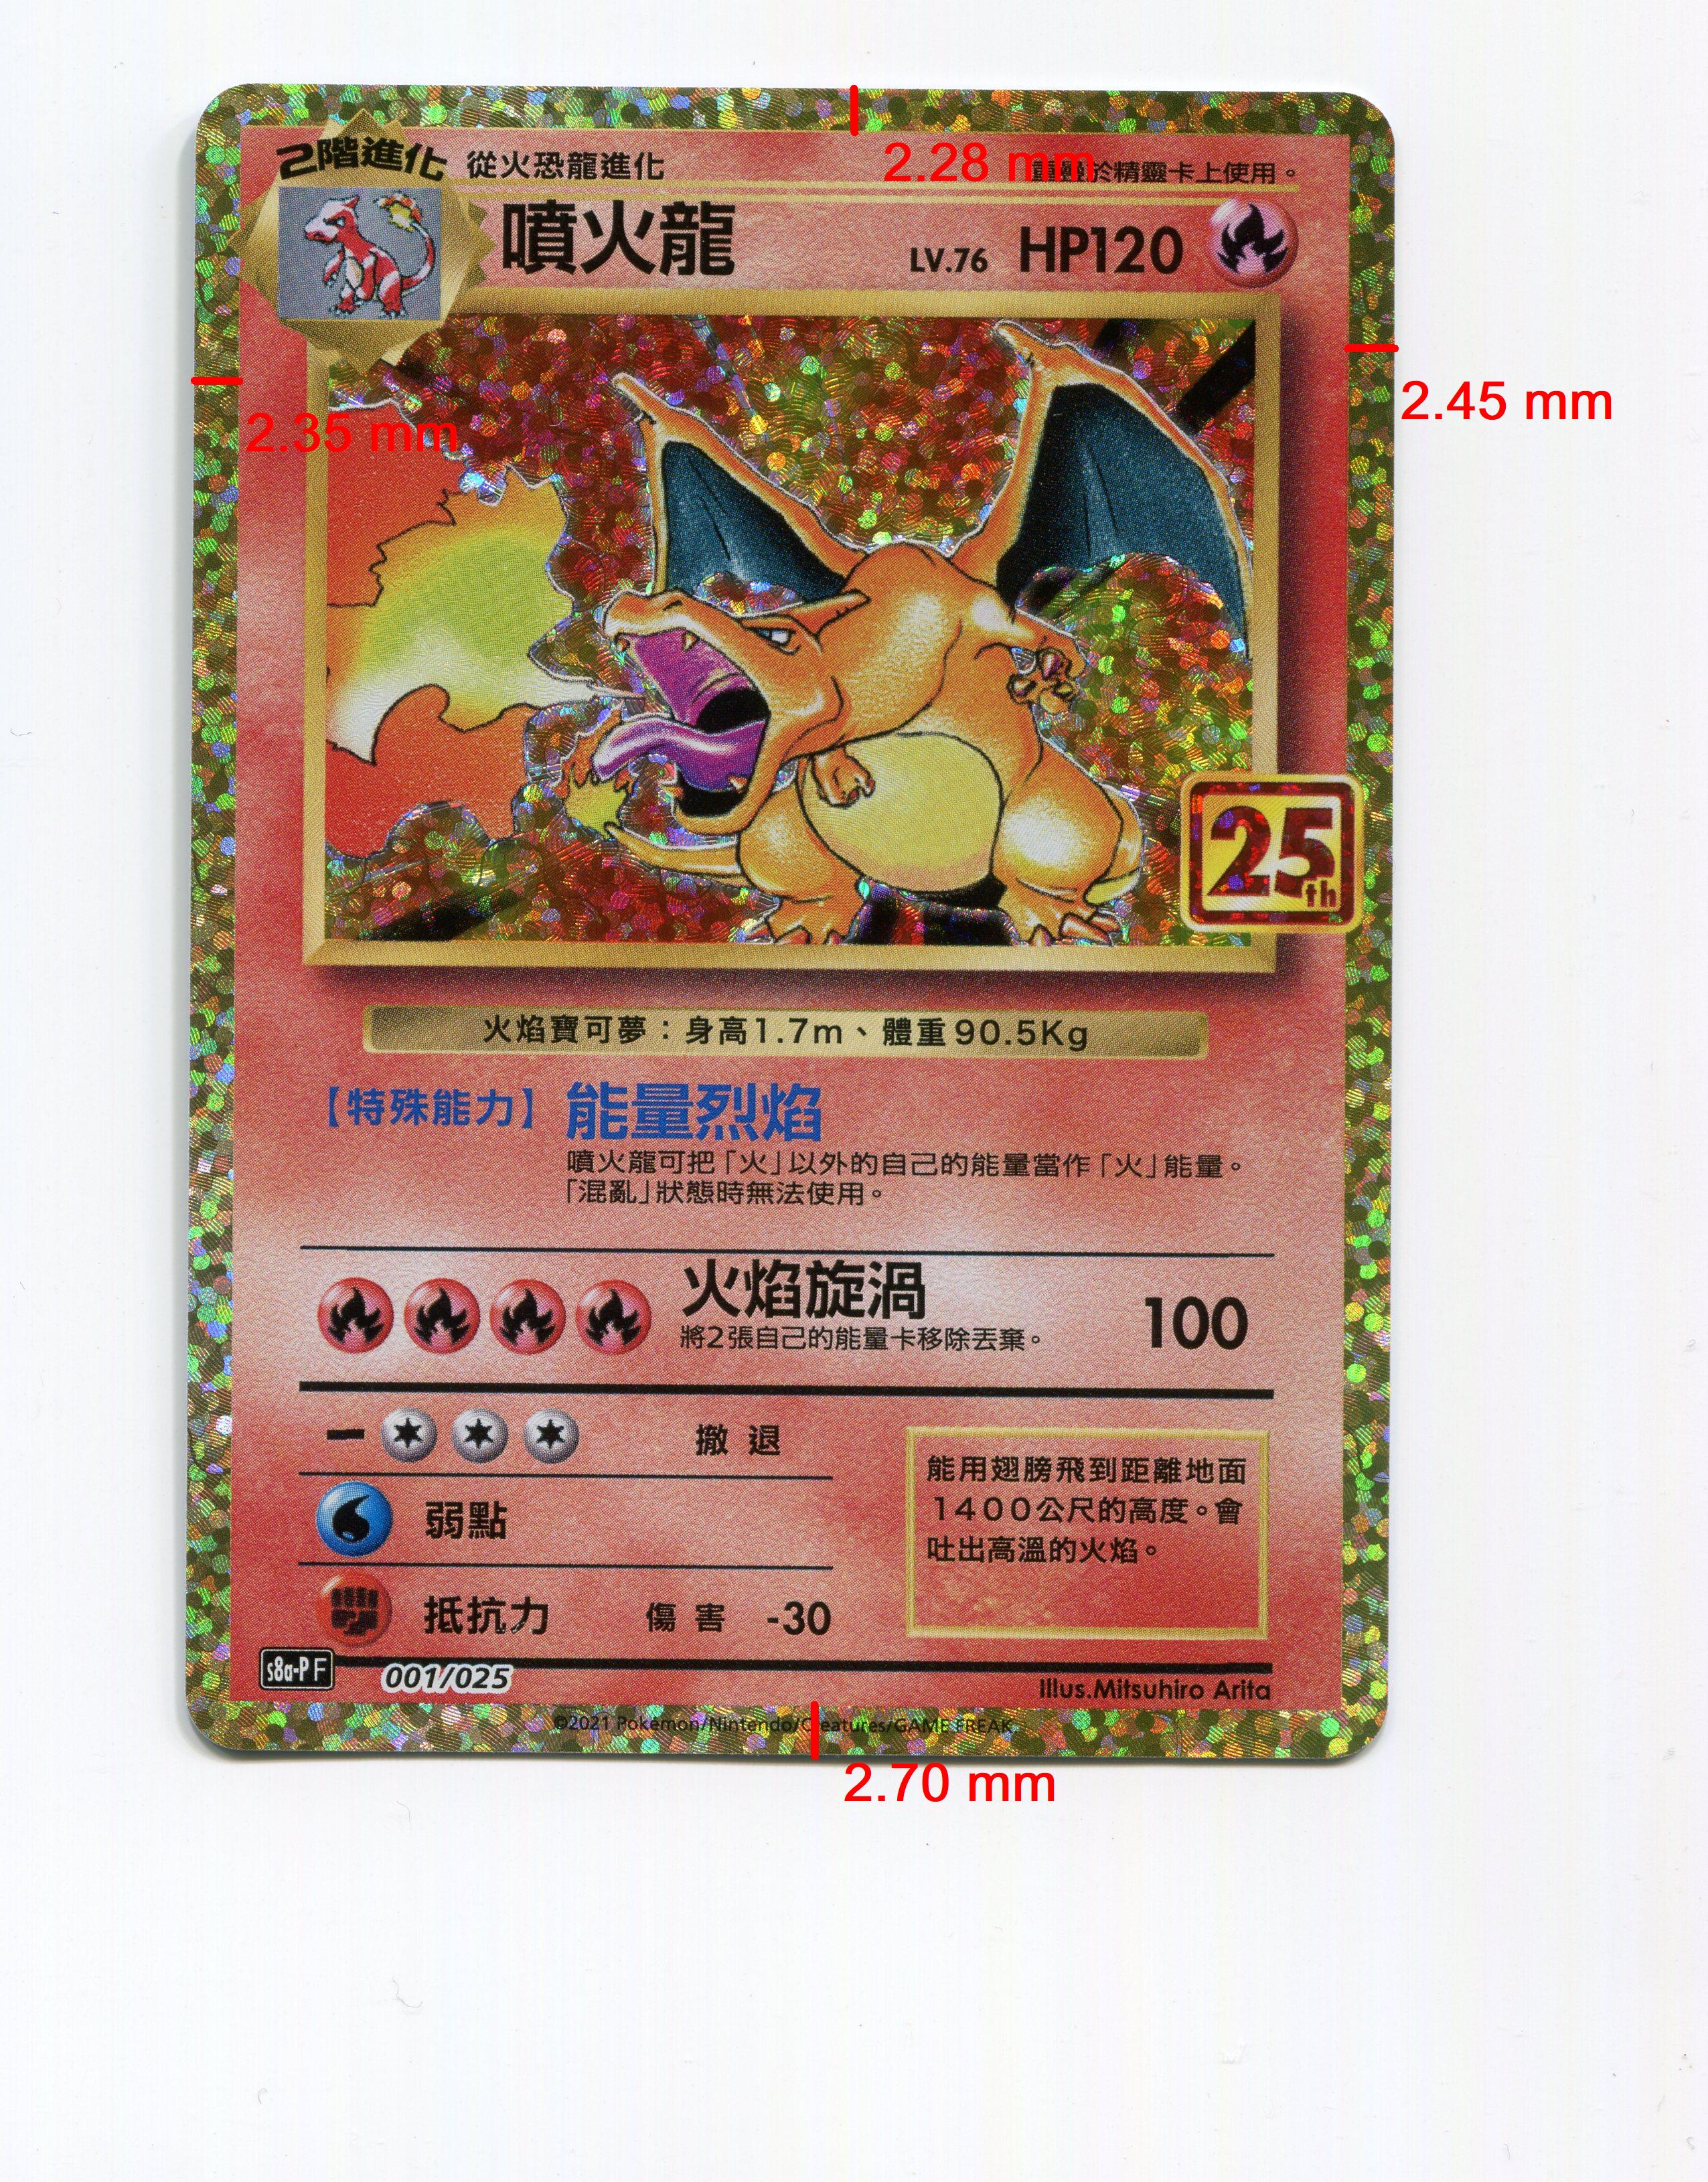 2階進化 從火恐龍進化
2.28 mm
於精靈卡上使用。
噴火龍 LV.76 HP120
2.35 mm
2.45 mm
25th
火焰寶可夢：身高1.7m、體重90.5Kg
【特殊能力】 能量烈焰
噴火龍可把「火」以外的自己的能量當作「火」能量。
「混亂」狀態時無法使用。
火焰旋渦 100
將2張自己的能量卡移除丟棄。
撤退
弱點
抵抗力 傷害 -30
能用翅膀飛到距離地面
1400公尺的高度。會
吐出高溫的火焰。
s8a-P F 001/025
Illus.Mitsuhiro Arita
©2021 Pokémon/Nintendo/Creatures/GAME FREAK.
2.70 mm